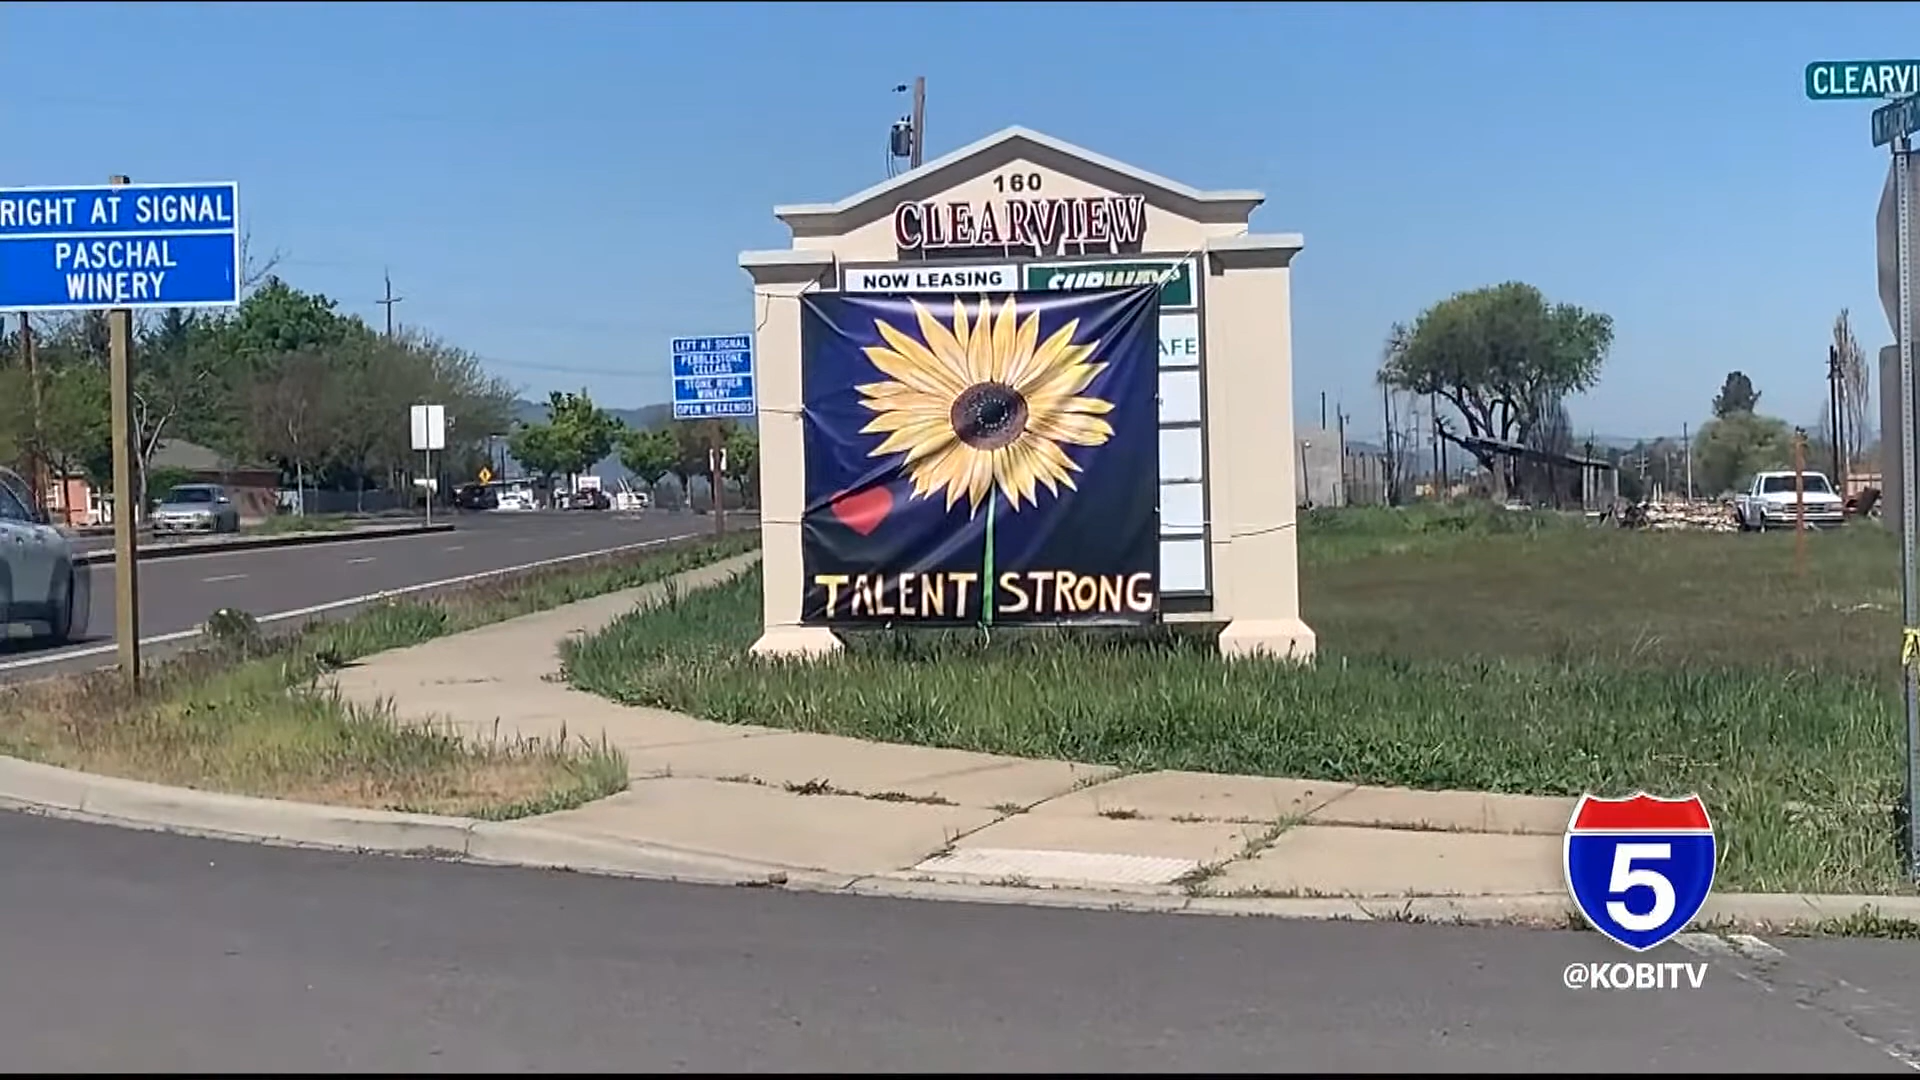 RIGHT AT SIGNAL
PASCHAL
WINERY
LEFT AT SIGNAL
PEBBLESTONE
CELLARS
STONE RIVER
WINERY
OPEN WEEKENDS
160
CLEARVIEW
NOW LEASING
SUBWAY
AFE
TALENT STRONG
CLEARVI
5
@KOBITV